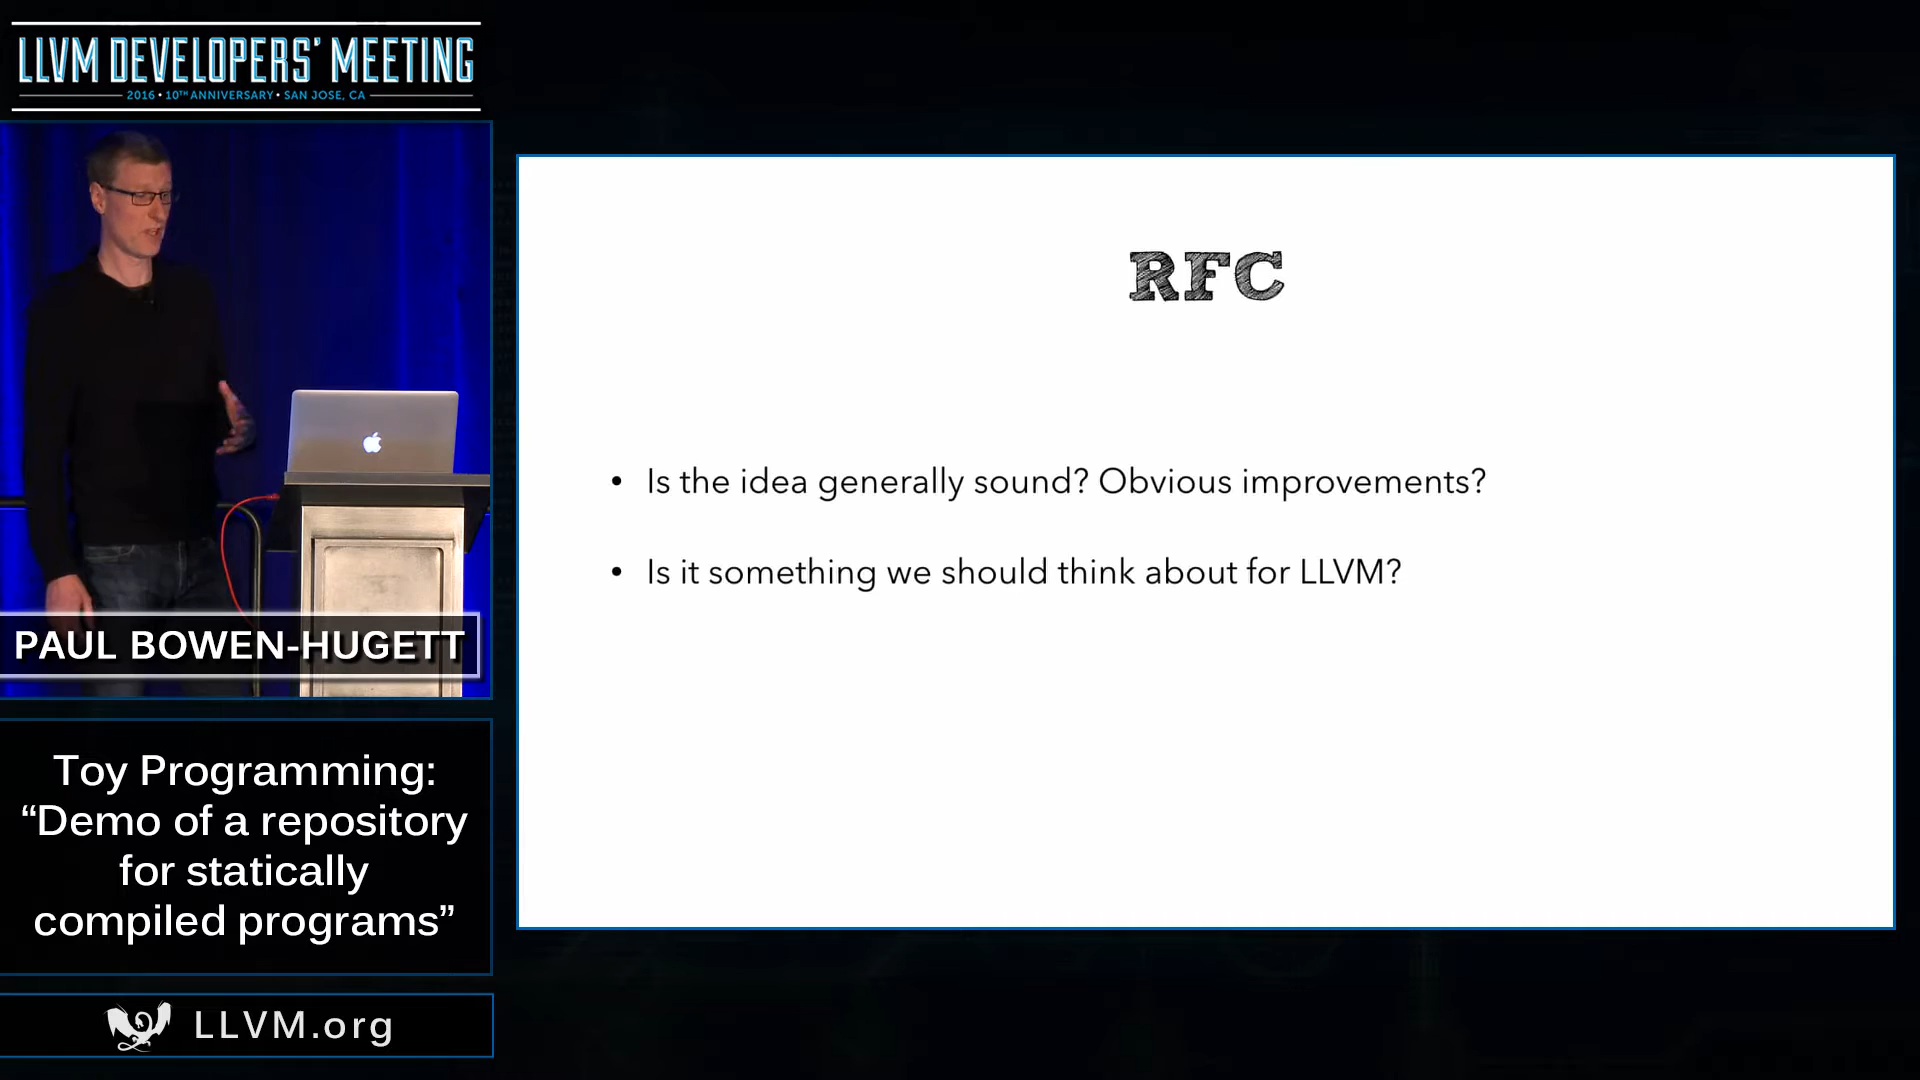 LLVM DEVELOPERS' MEETING
2016 • 10TH ANNIVERSARY • SAN JOSE, CA
PAUL BOWEN-HUGETT
Toy Programming:
“Demo of a repository
for statically
compiled programs”
LLVM.org
RFC
• Is the idea generally sound? Obvious improvements?
• Is it something we should think about for LLVM?